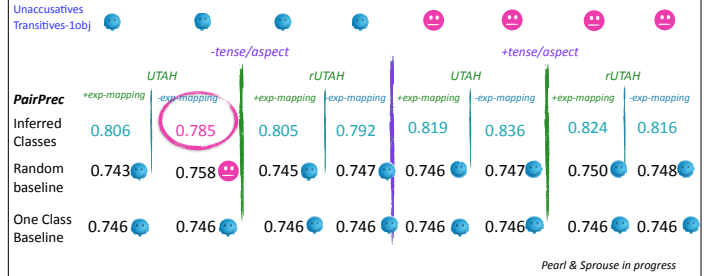 Unaccusatives
Transitives-1obj
-tense/aspect +tense/aspect
UTAH rUTAH UTAH rUTAH
PairPrec +exp-mapping -exp-mapping +exp-mapping -exp-mapping +exp-mapping -exp-mapping +exp-mapping -exp-mapping
Inferred
Classes 0.806 0.785 0.805 0.792 0.819 0.836 0.824 0.816
Random
baseline 0.743 0.758 0.745 0.747 0.746 0.747 0.750 0.748
One Class
Baseline 0.746 0.746 0.746 0.746 0.746 0.746 0.746 0.746
Pearl & Sprouse in progress